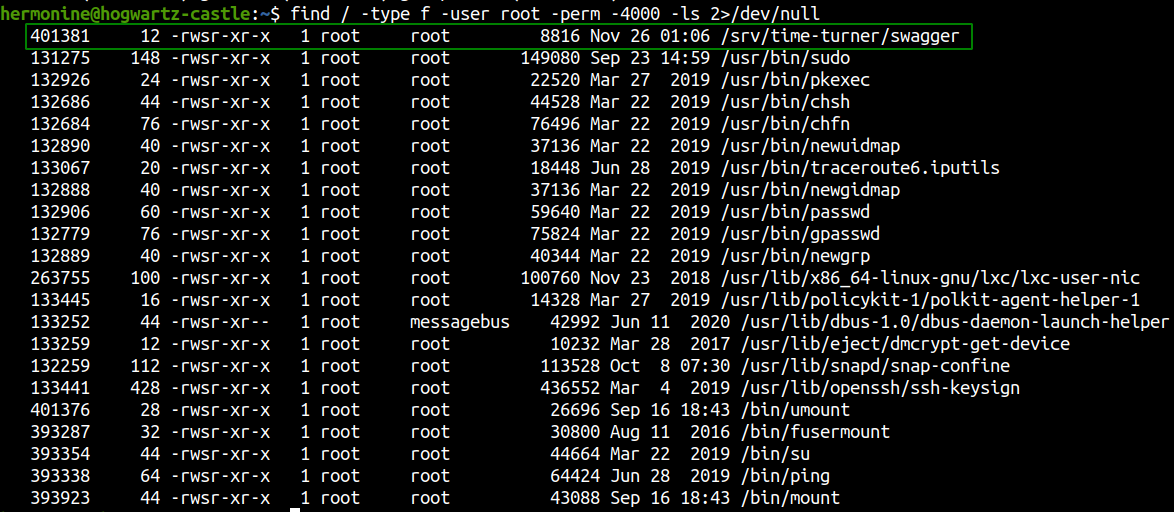 hermonine@hogwartz-castle:~$ find / -type f -user root -perm -4000 -ls 2>/dev/null
401381 12 -rwsr-xr-x 1 root root 8816 Nov 26 01:06 /srv/time-turner/swagger
131275 148 -rwsr-xr-x 1 root root 149080 Sep 23 14:59 /usr/bin/sudo
132926 24 -rwsr-xr-x 1 root root 22520 Mar 27 2019 /usr/bin/pkexec
132686 44 -rwsr-xr-x 1 root root 44528 Mar 22 2019 /usr/bin/chsh
132684 76 -rwsr-xr-x 1 root root 76496 Mar 22 2019 /usr/bin/chfn
132890 40 -rwsr-xr-x 1 root root 37136 Mar 22 2019 /usr/bin/newuidmap
133067 20 -rwsr-xr-x 1 root root 18448 Jun 28 2019 /usr/bin/traceroute6.iputils
132888 40 -rwsr-xr-x 1 root root 37136 Mar 22 2019 /usr/bin/newgidmap
132906 60 -rwsr-xr-x 1 root root 59640 Mar 22 2019 /usr/bin/passwd
132779 76 -rwsr-xr-x 1 root root 75824 Mar 22 2019 /usr/bin/gpasswd
132889 40 -rwsr-xr-x 1 root root 40344 Mar 22 2019 /usr/bin/newgrp
263755 100 -rwsr-xr-x 1 root root 100760 Nov 23 2018 /usr/lib/x86_64-linux-gnu/lxc/lxc-user-nic
133445 16 -rwsr-xr-x 1 root root 14328 Mar 27 2019 /usr/lib/policykit-1/polkit-agent-helper-1
133252 44 -rwsr-xr-- 1 root messagebus 42992 Jun 11 2020 /usr/lib/dbus-1.0/dbus-daemon-launch-helper
133259 12 -rwsr-xr-x 1 root root 10232 Mar 28 2017 /usr/lib/eject/dmcrypt-get-device
132259 112 -rwsr-xr-x 1 root root 113528 Oct 8 07:30 /usr/lib/snapd/snap-confine
133441 428 -rwsr-xr-x 1 root root 436552 Mar 4 2019 /usr/lib/openssh/ssh-keysign
401376 28 -rwsr-xr-x 1 root root 26696 Sep 16 18:43 /bin/umount
393287 32 -rwsr-xr-x 1 root root 30800 Aug 11 2016 /bin/fusermount
393354 44 -rwsr-xr-x 1 root root 44664 Mar 22 2019 /bin/su
393338 64 -rwsr-xr-x 1 root root 64424 Jun 28 2019 /bin/ping
393923 44 -rwsr-xr-x 1 root root 43088 Sep 16 18:43 /bin/mount